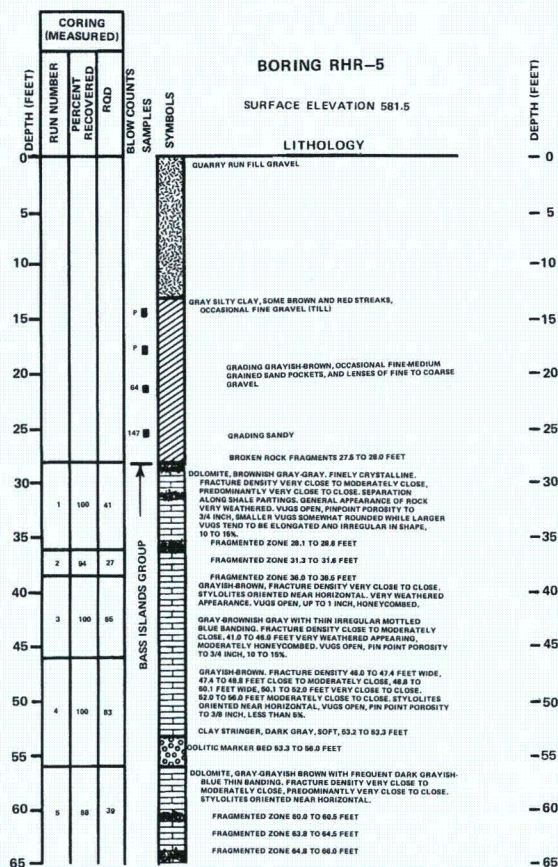 CORING
(MEASURED)
DEPTH (FEET)
RUN NUMBER
PERCENT
RECOVERED
RQD
BLOW COUNTS
SAMPLES
SYMBOLS
BORING RHR–5
SURFACE ELEVATION 581.5
LITHOLOGY
DEPTH (FEET)
0
5
10
15
20
25
30
35
40
45
50
55
60
65
1 100 41
2 94 27
3 100
4 100 83
5 39
P
P
64
147
BASS ISLANDS GROUP
QUARRY RUN FILL GRAVEL
GRAY SILTY CLAY, SOME BROWN AND RED STREAKS,
OCCASIONAL FINE GRAVEL (TILL)
GRADING GRAYISH-BROWN, OCCASIONAL FINE-MEDIUM
GRAINED SAND POCKETS, AND LENSES OF FINE TO COARSE
GRAVEL
GRADING SANDY
BROKEN ROCK FRAGMENTS 27.5 TO 28.0 FEET
DOLOMITE, BROWNISH GRAY-GRAY. FINELY CRYSTALLINE.
FRACTURE DENSITY VERY CLOSE TO MODERATELY CLOSE,
PREDOMINANTLY VERY CLOSE TO CLOSE. SEPARATION
ALONG SHALE PARTINGS. GENERAL APPEARANCE OF ROCK
VERY WEATHERED. VUGS OPEN, PINPOINT POROSITY TO
3/4 INCH, SMALLER VUGS SOMEWHAT ROUNDED WHILE LARGER
VUGS TEND TO BE ELONGATED AND IRREGULAR IN SHAPE,
10 TO 15%.
FRAGMENTED ZONE 28.1 TO 28.8 FEET
FRAGMENTED ZONE 31.3 TO 31.6 FEET
FRAGMENTED ZONE 36.0 TO 36.5 FEET
GRAYISH-BROWN, FRACTURE DENSITY VERY CLOSE TO CLOSE.
STYLOLITES ORIENTED NEAR HORIZONTAL. VERY WEATHERED
APPEARANCE. VUGS OPEN, UP TO 1 INCH, HONEYCOMBED.
GRAY-BROWNISH GRAY WITH THIN IRREGULAR MOTTLED
BLUE BANDING. FRACTURE DENSITY CLOSE TO MODERATELY
CLOSE. 41.0 TO 46.0 FEET VERY WEATHERED APPEARING,
MODERATELY HONEYCOMBED. VUGS OPEN, PIN POINT POROSITY
TO 3/4 INCH, 10 TO 15%.
GRAYISH-BROWN. FRACTURE DENSITY 46.0 TO 47.4 FEET WIDE,
47.4 TO 48.8 FEET CLOSE TO MODERATELY CLOSE, 48.8 TO
50.1 FEET WIDE, 50.1 TO 52.0 FEET VERY CLOSE TO CLOSE.
52.0 TO 56.0 FEET MODERATELY CLOSE TO CLOSE. STYLOLITES
ORIENTED NEAR HORIZONTAL, VUGS OPEN, PIN POINT POROSITY
TO 3/8 INCH, LESS THAN 5%.
CLAY STRINGER, DARK GRAY, SOFT, 53.2 TO 53.3 FEET
OOLITIC MARKER BED 53.3 TO 56.0 FEET
DOLOMITE, GRAY-GRAYISH BROWN WITH FREQUENT DARK GRAYISH-
BLUE THIN BANDING. FRACTURE DENSITY VERY CLOSE TO
MODERATELY CLOSE, PREDOMINANTLY VERY CLOSE TO CLOSE.
STYLOLITES ORIENTED NEAR HORIZONTAL.
FRAGMENTED ZONE 60.0 TO 60.5 FEET
FRAGMENTED ZONE 63.8 TO 64.5 FEET
FRAGMENTED ZONE 64.8 TO 66.0 FEET
0
5
10
15
20
25
30
35
40
45
50
55
60
65